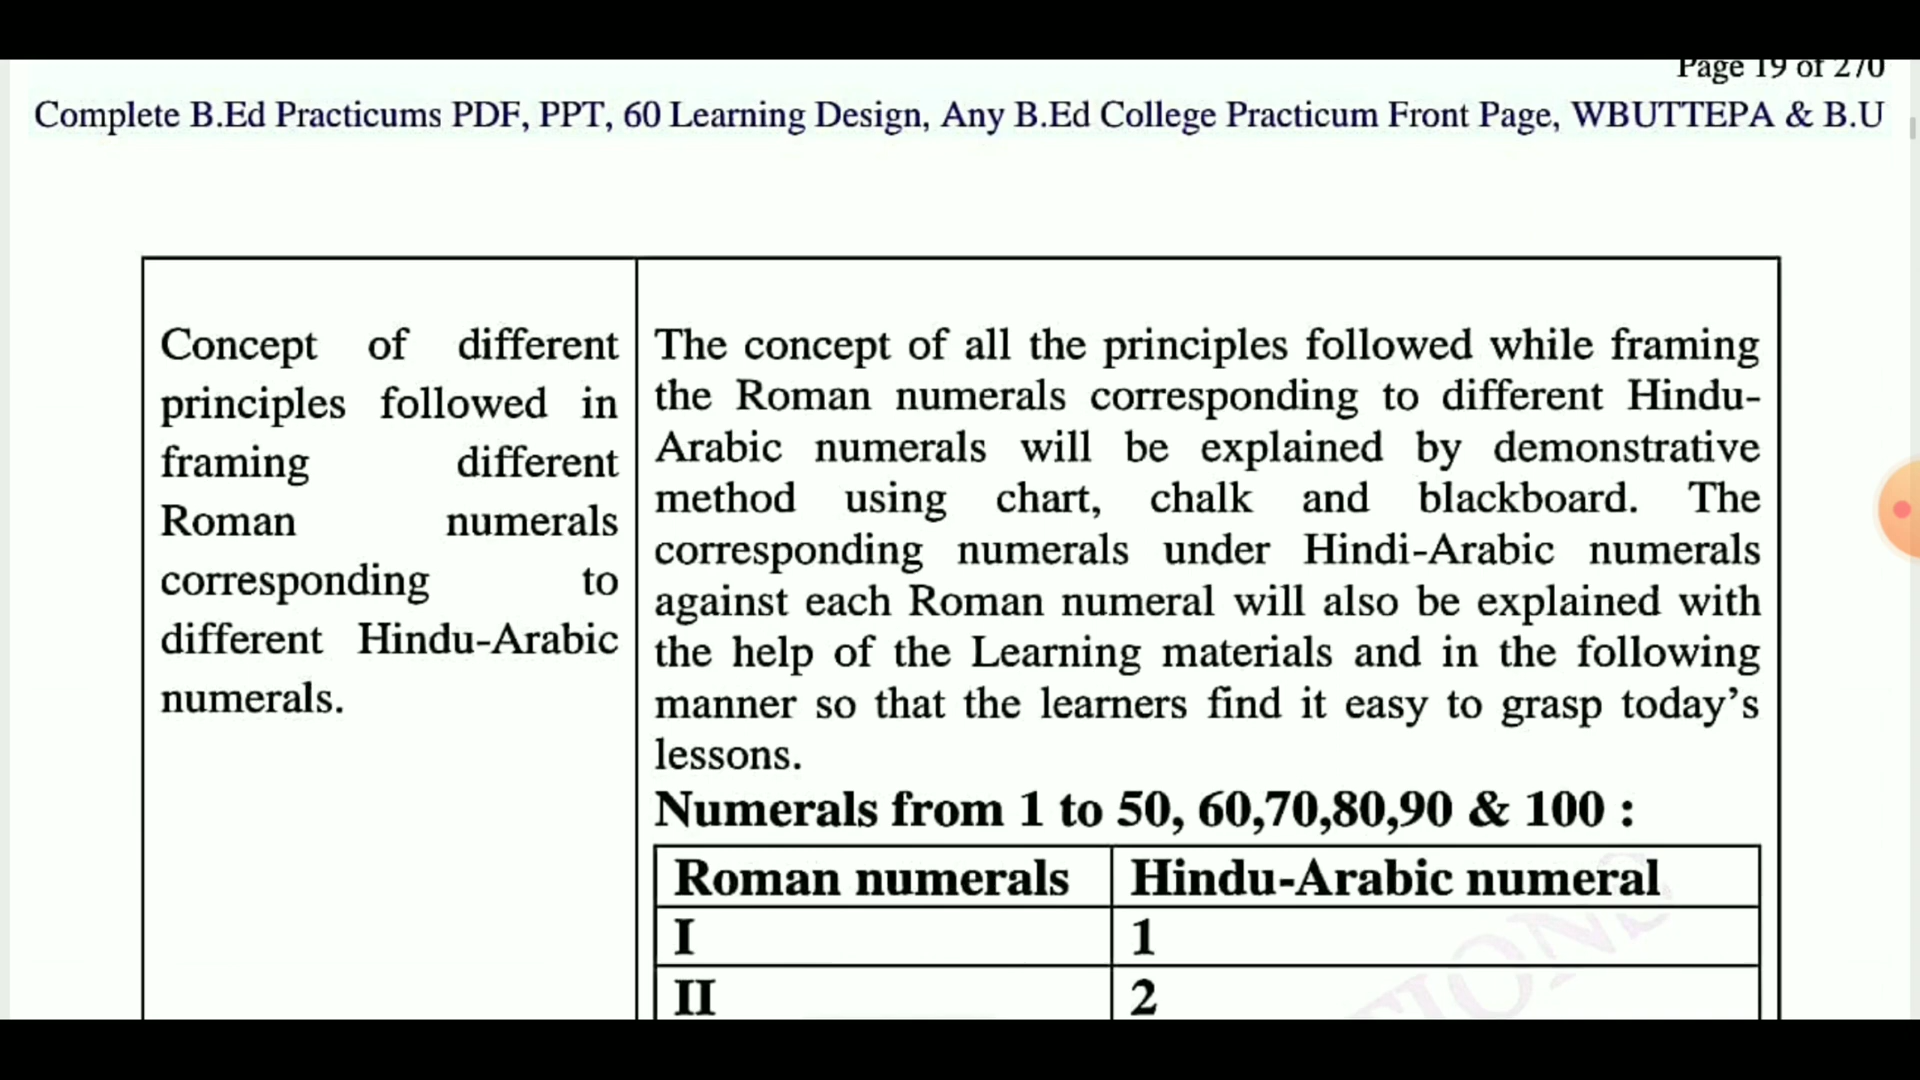 Page 19 of 270
Complete B.Ed Practicums PDF, PPT, 60 Learning Design, Any B.Ed College Practicum Front Page, WBUTTEPA & B.U
Concept of different
principles followed in
framing different
Roman numerals
corresponding to
different Hindu-Arabic
numerals.
The concept of all the principles followed while framing
the Roman numerals corresponding to different Hindu-
Arabic numerals will be explained by demonstrative
method using chart, chalk and blackboard. The
corresponding numerals under Hindi-Arabic numerals
against each Roman numeral will also be explained with
the help of the Learning materials and in the following
manner so that the learners find it easy to grasp today’s
lessons.
Numerals from 1 to 50, 60,70,80,90 & 100 :
Roman numerals Hindu-Arabic numeral
I 1
II 2